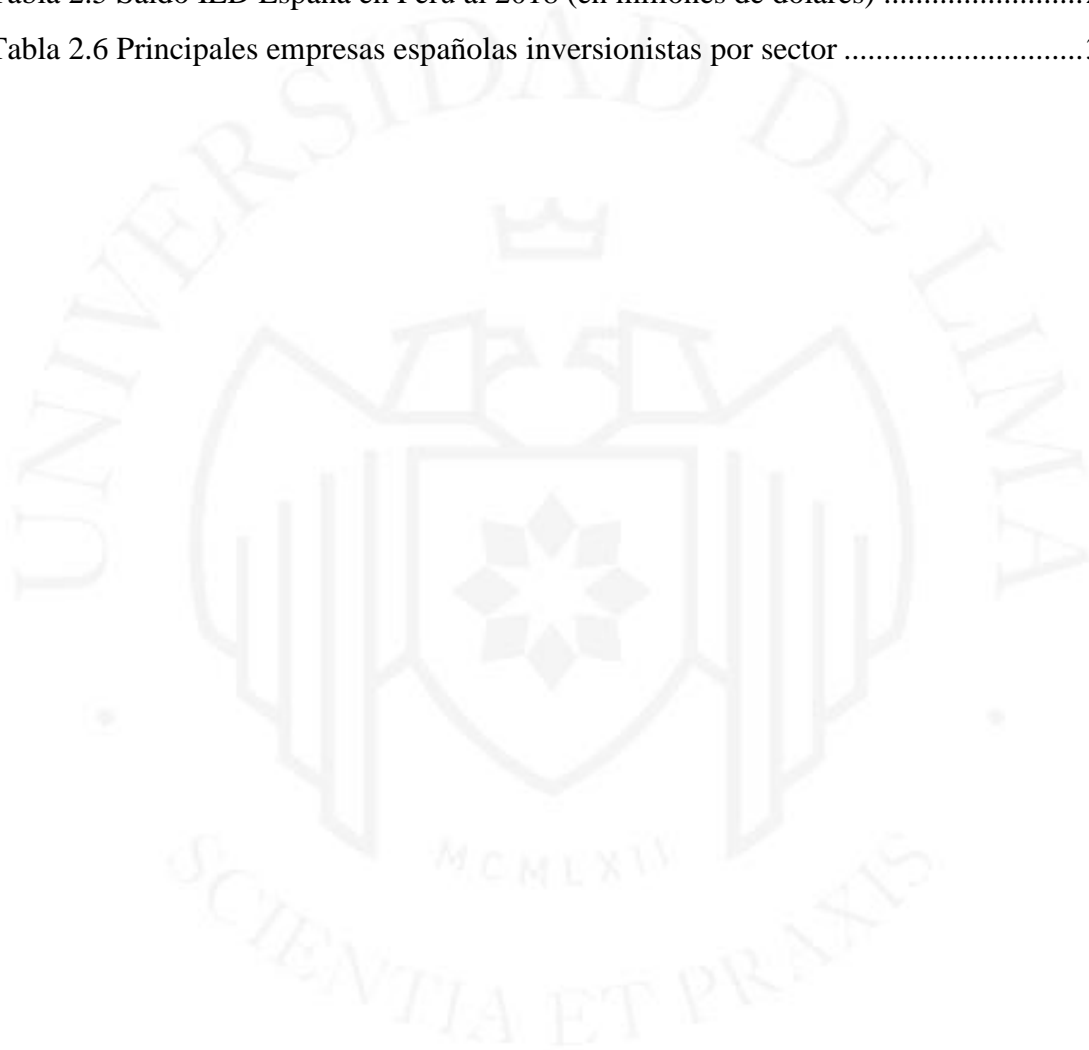 Tabla 2.5 Saldo IED España en Perú al 2018 (en millones de dólares) ..........................
Tabla 2.6 Principales empresas españolas inversionistas por sector ..............................
UNIVERSIDAD DE LIMA
MCMLXII
SCIENTIA ET PRAXIS